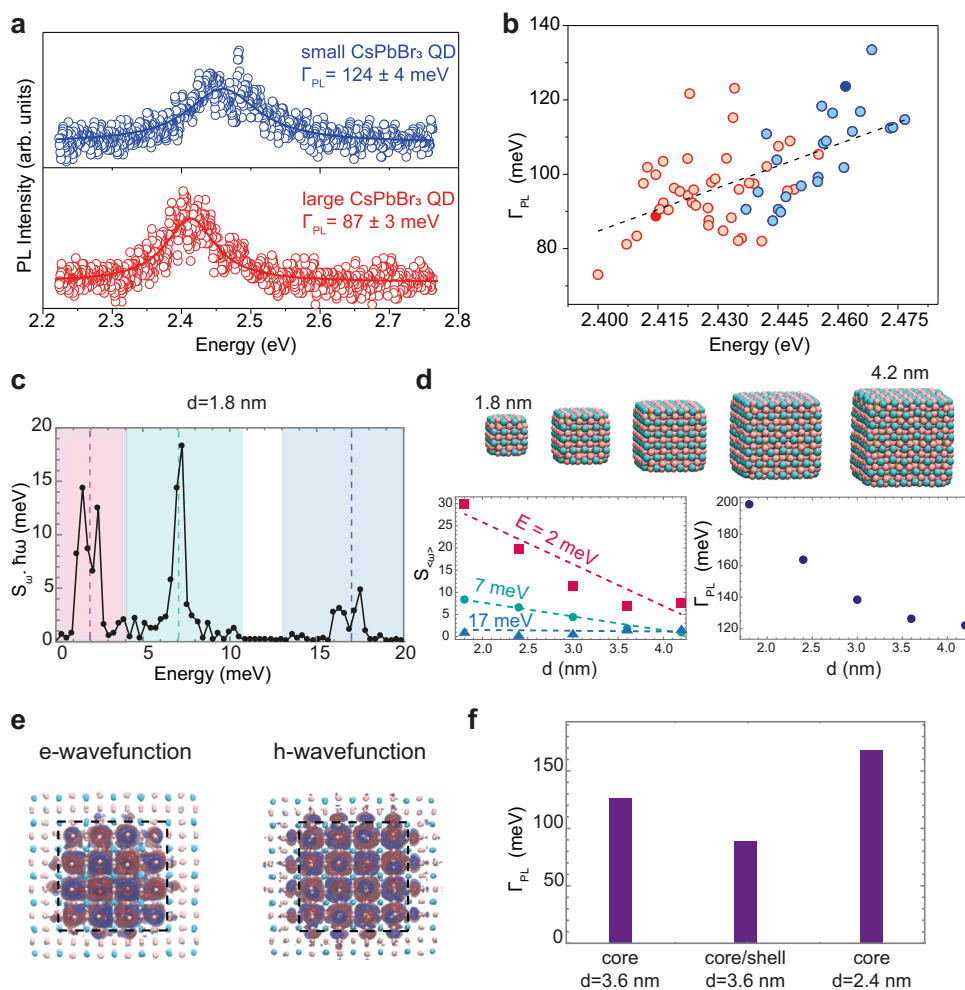 a
small CsPbBr₃ QD
Γ_PL = 124 ± 4 meV
large CsPbBr₃ QD
Γ_PL = 87 ± 3 meV
PL Intensity (arb. units)
2.2 2.3 2.4 2.5 2.6 2.7 2.8
Energy (eV)
b
140
120
100
80
Γ_PL (meV)
2.400 2.415 2.430 2.445 2.460 2.475
Energy (eV)
c
d=1.8 nm
20
15
10
5
0
S_ω· ħω (meV)
0 5 10 15 20
Energy (meV)
d
1.8 nm
4.2 nm
30
25
20
15
10
5
0
S_<ω>
E = 2 meV
7 meV
17 meV
2.0 2.5 3.0 3.5 4.0
d (nm)
200
180
160
140
120
Γ_PL (meV)
2.0 2.5 3.0 3.5 4.0
d (nm)
e
e-wavefunction
h-wavefunction
f
150
100
50
0
Γ_PL (meV)
core
d=3.6 nm
core/shell
d=3.6 nm
core
d=2.4 nm